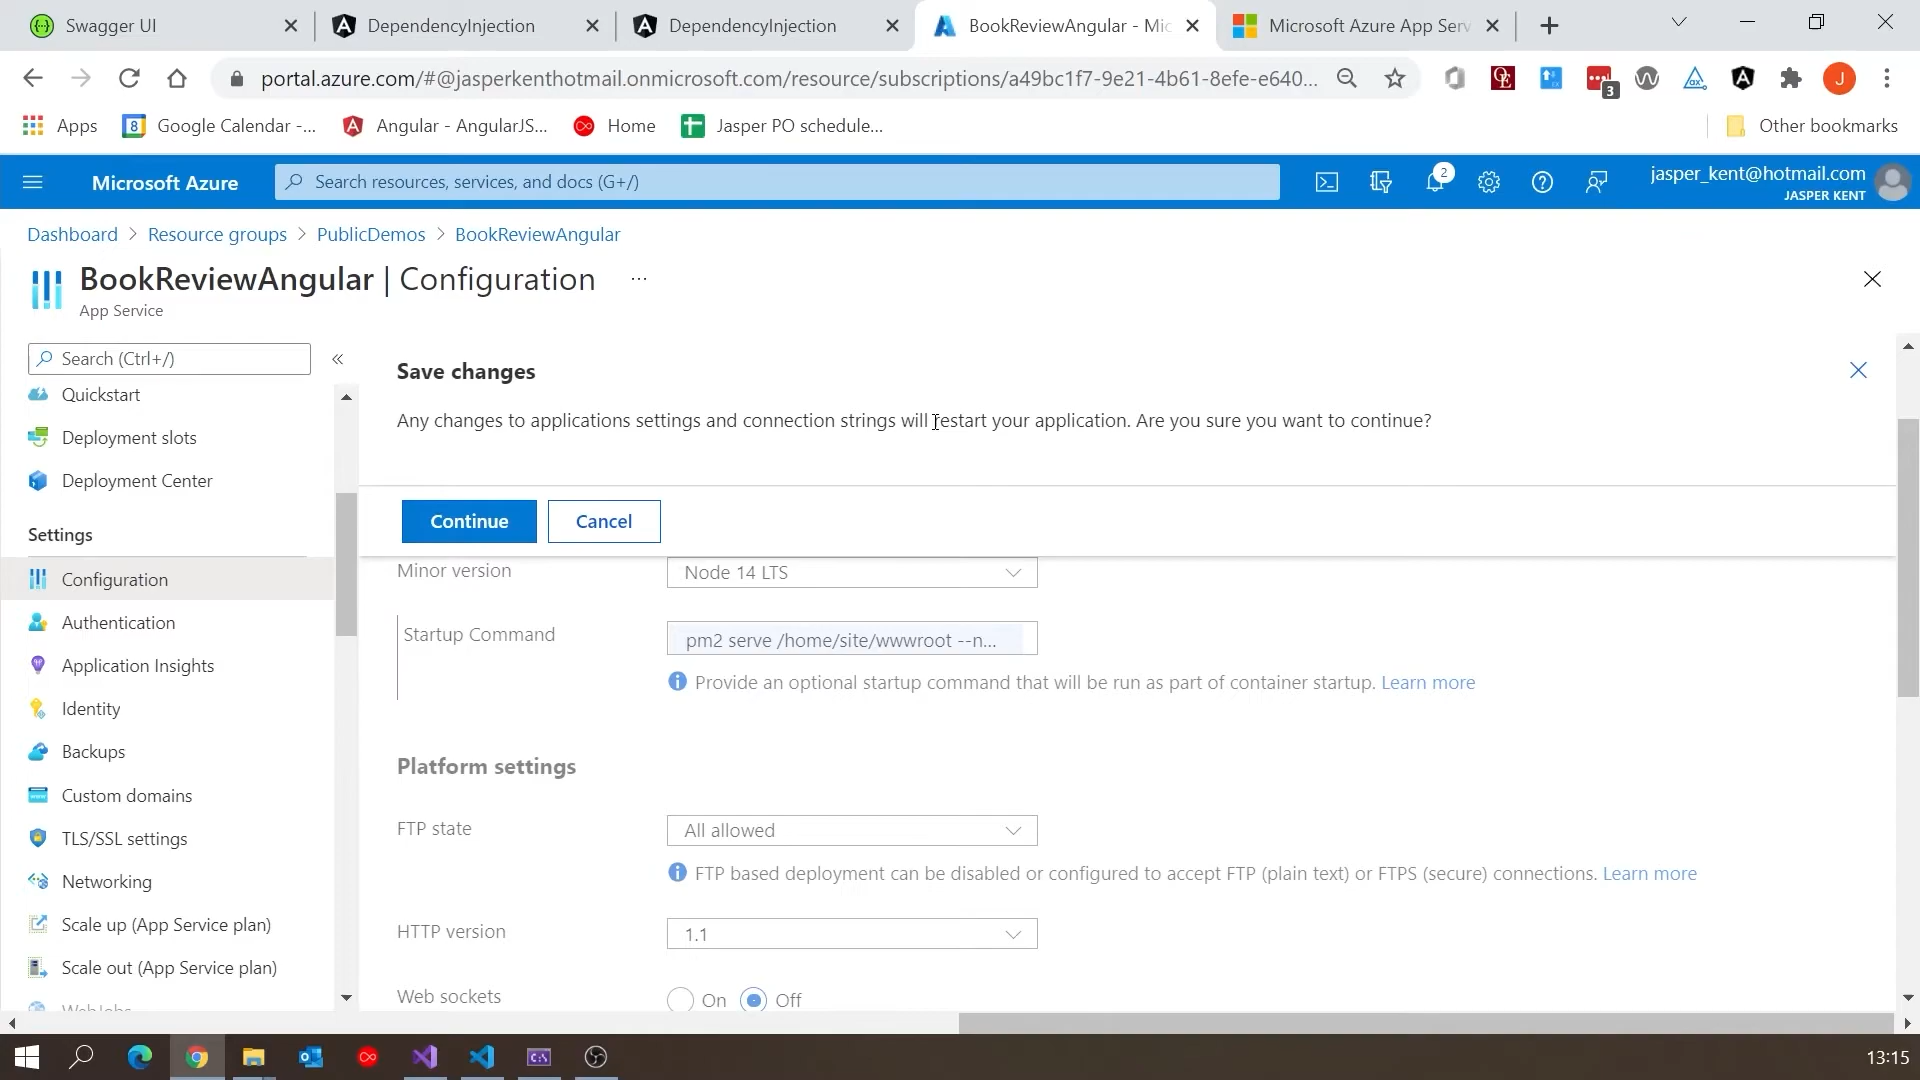 Swagger UI
DependencyInjection
DependencyInjection
BookReviewAngular - Mic
Microsoft Azure App Serv
portal.azure.com/#@jasperkenthotmail.onmicrosoft.com/resource/subscriptions/a49bc1f7-9e21-4b61-8efe-e640...
3
J
Apps
8
Google Calendar -...
Angular - AngularJS...
Home
Jasper PO schedule...
Other bookmarks
Microsoft Azure
Search resources, services, and docs (G+/)
2
jasper_kent@hotmail.com
JASPER KENT
Dashboard > Resource groups > PublicDemos > BookReviewAngular
BookReviewAngular | Configuration ...
App Service
Search (Ctrl+/)
«
Quickstart
Deployment slots
Deployment Center
Settings
Configuration
Authentication
Application Insights
Identity
Backups
Custom domains
TLS/SSL settings
Networking
Scale up (App Service plan)
Scale out (App Service plan)
WebJobs
Save changes
Any changes to applications settings and connection strings will restart your application. Are you sure you want to continue?
Continue
Cancel
Minor version
Node 14 LTS
Startup Command
pm2 serve /home/site/wwwroot --n...
Provide an optional startup command that will be run as part of container startup. Learn more
Platform settings
FTP state
All allowed
FTP based deployment can be disabled or configured to accept FTP (plain text) or FTPS (secure) connections. Learn more
HTTP version
1.1
Web sockets
On
Off
13:15